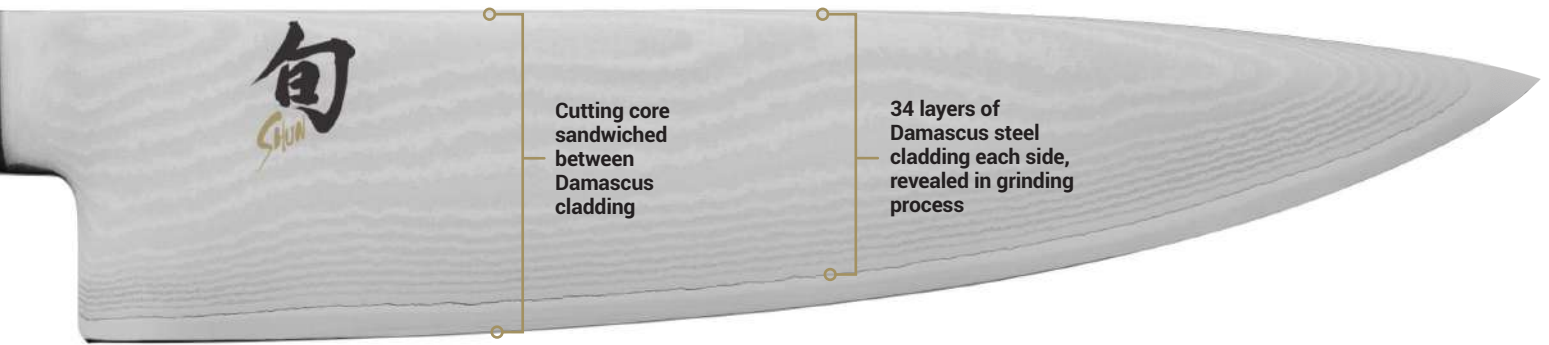 旬
SHUN
Cutting core
sandwiched
between
Damascus
cladding
34 layers of
Damascus steel
cladding each side,
revealed in grinding
process